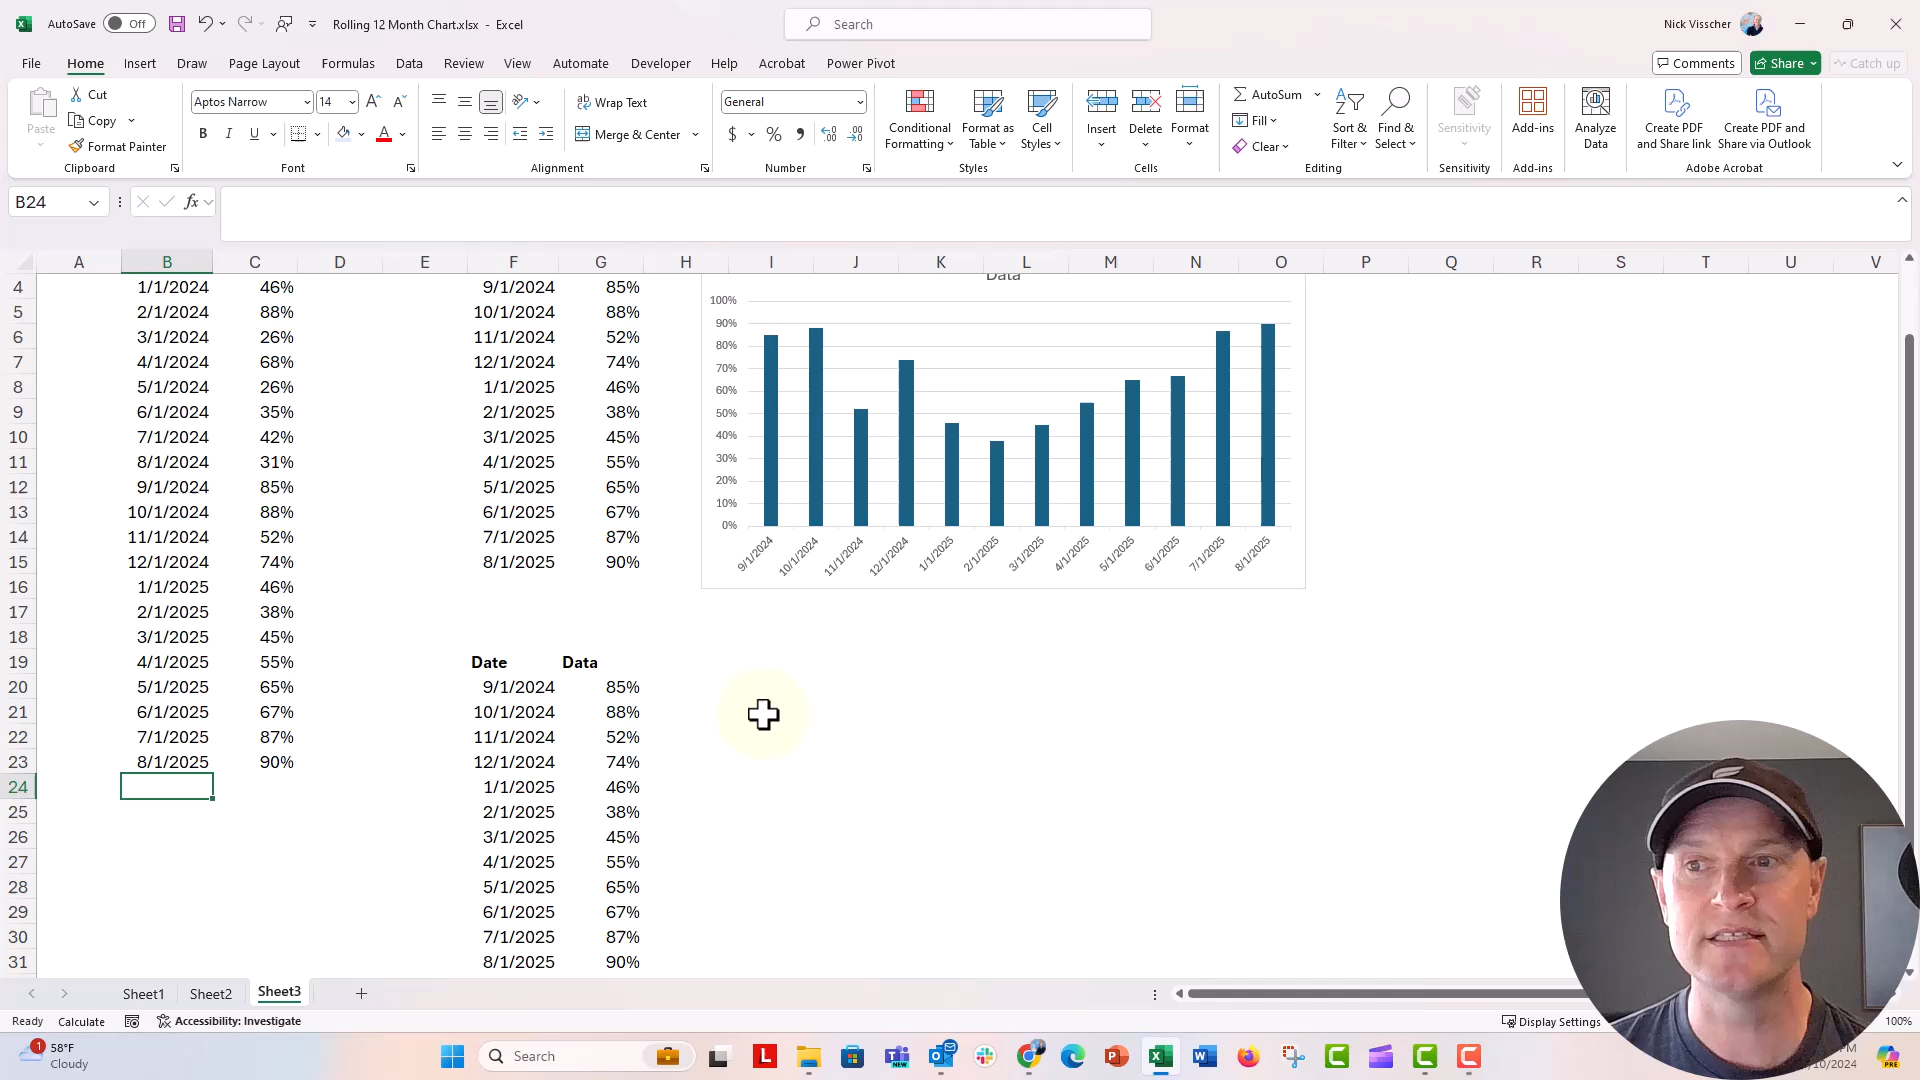 AutoSave Off Rolling 12 Month Chart.xlsx - Excel Search Nick Visscher
File Home Insert Draw Page Layout Formulas Data Review View Automate Developer Help Acrobat Power Pivot Comments Share Catch up
Paste Cut Copy Format Painter
Aptos Narrow 14 B I U A
Wrap Text Merge & Center
General $ %
Conditional Formatting Format as Table Cell Styles
Insert Delete Format
AutoSum Fill Clear Sort & Filter Find & Select
Sensitivity Add-ins Analyze Data
Create PDF and Share link Create PDF and Share via Outlook
Clipboard Font Alignment Number Styles Cells Editing Sensitivity Add-ins Adobe Acrobat
B24 fx
A B C D E F G H I J K L M N O P Q R S T U V
4 1/1/2024 46% 9/1/2024 85%
5 2/1/2024 88% 10/1/2024 88%
6 3/1/2024 26% 11/1/2024 52%
7 4/1/2024 68% 12/1/2024 74%
8 5/1/2024 26% 1/1/2025 46%
9 6/1/2024 35% 2/1/2025 38%
10 7/1/2024 42% 3/1/2025 45%
11 8/1/2024 31% 4/1/2025 55%
12 9/1/2024 85% 5/1/2025 65%
13 10/1/2024 88% 6/1/2025 67%
14 11/1/2024 52% 7/1/2025 87%
15 12/1/2024 74% 8/1/2025 90%
16 1/1/2025 46%
17 2/1/2025 38%
18 3/1/2025 45%
19 4/1/2025 55% Date Data
20 5/1/2025 65% 9/1/2024 85%
21 6/1/2025 67% 10/1/2024 88%
22 7/1/2025 87% 11/1/2024 52%
23 8/1/2025 90% 12/1/2024 74%
24 1/1/2025 46%
25 2/1/2025 38%
26 3/1/2025 45%
27 4/1/2025 55%
28 5/1/2025 65%
29 6/1/2025 67%
30 7/1/2025 87%
31 8/1/2025 90%
Data
100%
90%
80%
70%
60%
50%
40%
30%
20%
10%
0%
9/1/2024 10/1/2024 11/1/2024 12/1/2024 1/1/2025 2/1/2025 3/1/2025 4/1/2025 5/1/2025 6/1/2025 7/1/2025 8/1/2025
Sheet1 Sheet2 Sheet3
Ready Calculate Accessibility: Investigate Display Settings 100%
1 58°F
Cloudy
Search
NEW
/10/2024